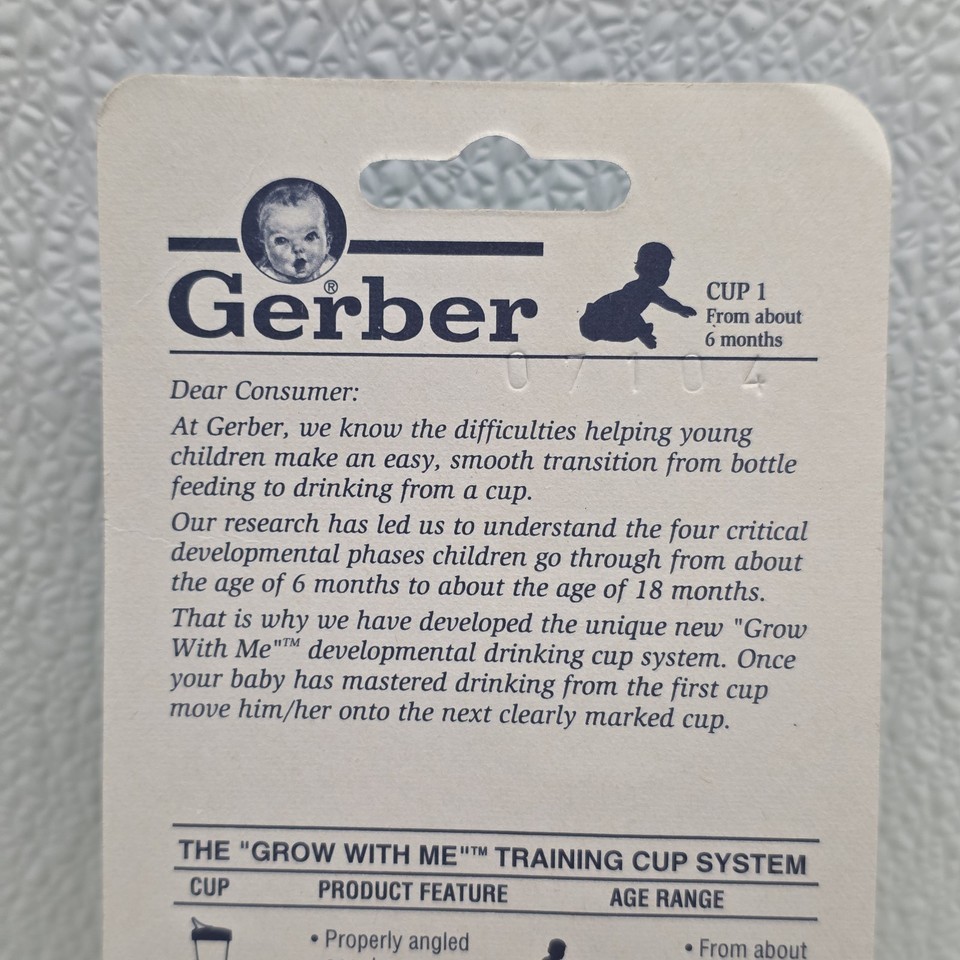 Gerber®
CUP 1
From about
6 months
07104
Dear Consumer:
At Gerber, we know the difficulties helping young
children make an easy, smooth transition from bottle
feeding to drinking from a cup.
Our research has led us to understand the four critical
developmental phases children go through from about
the age of 6 months to about the age of 18 months.
That is why we have developed the unique new "Grow
With Me"™ developmental drinking cup system. Once
your baby has mastered drinking from the first cup
move him/her onto the next clearly marked cup.
THE "GROW WITH ME"™ TRAINING CUP SYSTEM
CUP PRODUCT FEATURE AGE RANGE
• Properly angled
• From about